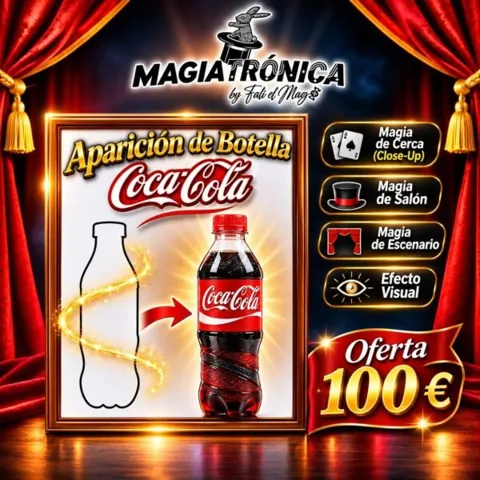 MAGIATRÓNICA
by Fali el Mago
Aparición de Botella
Coca-Cola
Coca-Cola
Magia
de Cerca
(Close-Up)
Magia
de Salón
Magia
de Escenario
Efecto
Visual
Oferta
100 €